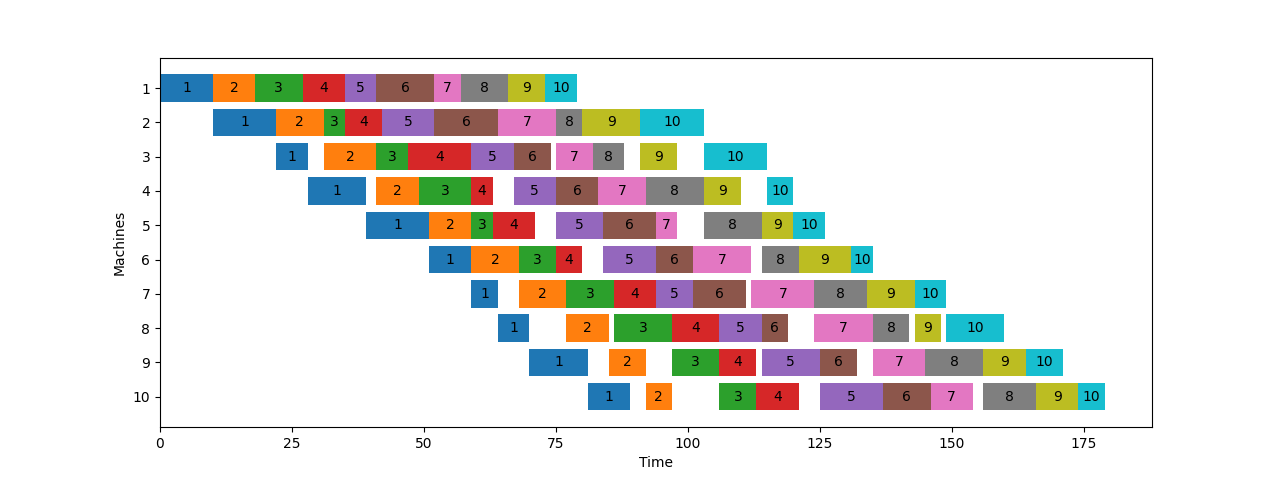 1 1 2 3 4 5 6 7 8 9 10
2 1 2 3 4 5 6 7 8 9 10
3 1 2 3 4 5 6 7 8 9 10
4 1 2 3 4 5 6 7 8 9 10
5 1 2 3 4 5 6 7 8 9 10
6 1 2 3 4 5 6 7 8 9 10
7 1 2 3 4 5 6 7 8 9 10
8 1 2 3 4 5 6 7 8 9 10
9 1 2 3 4 5 6 7 8 9 10
10 1 2 3 4 5 6 7 8 9 10
Machines
0 25 50 75 100 125 150 175
Time